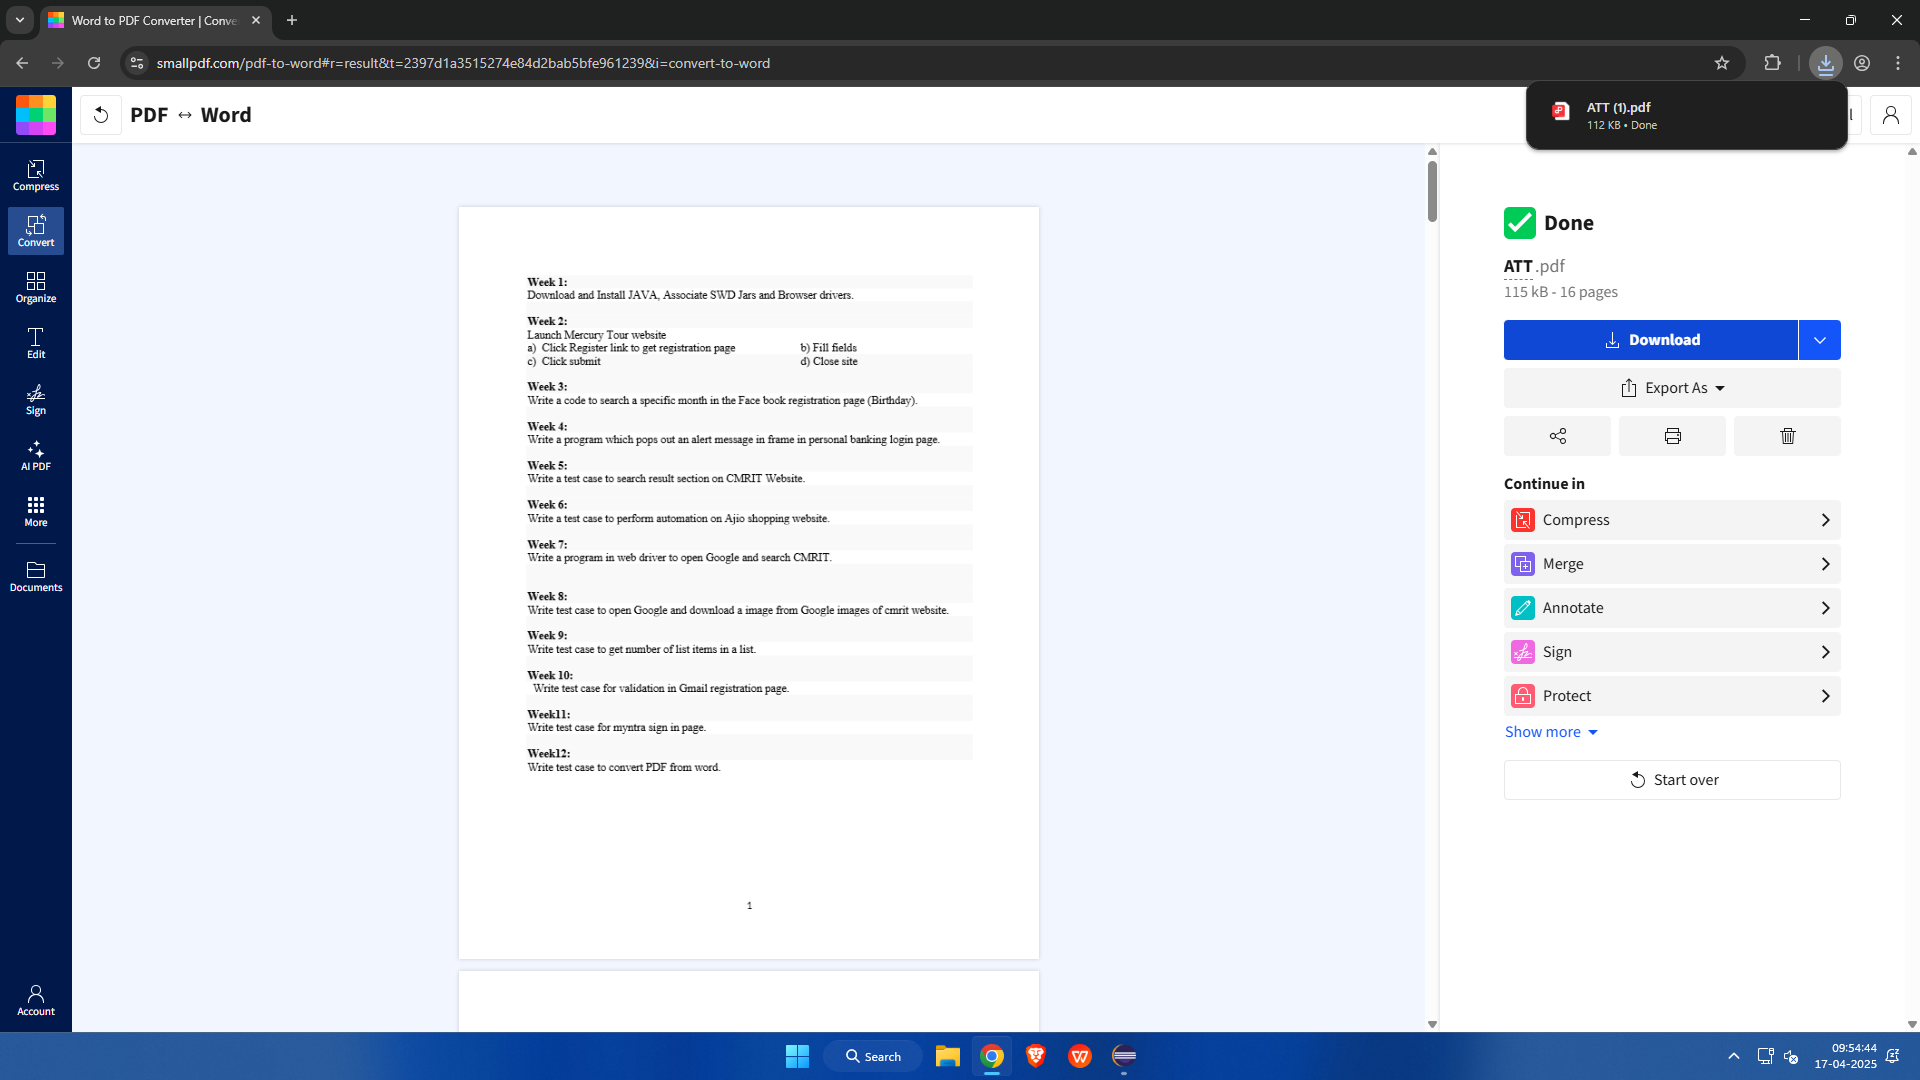 Word to PDF Converter | Conve
smallpdf.com/pdf-to-word#r=result&t=2397d1a3515274e84d2bab5bfe961239&i=convert-to-word
ATT (1).pdf
112 KB • Done
PDF ↔ Word
Compress
Convert
Organize
Edit
Sign
AI PDF
More
Documents
Account
Week 1:
Download and Install JAVA, Associate SWD Jars and Browser drivers.
Week 2:
Launch Mercury Tour website
a) Click Register link to get registration page b) Fill fields
c) Click submit d) Close site
Week 3:
Write a code to search a specific month in the Face book registration page (Birthday).
Week 4:
Write a program which pops out an alert message in frame in personal banking login page.
Week 5:
Write a test case to search result section on CMRIT Website.
Week 6:
Write a test case to perform automation on Ajio shopping website.
Week 7:
Write a program in web driver to open Google and search CMRIT.
Week 8:
Write test case to open Google and download a image from Google images of cmrit website.
Week 9:
Write test case to get number of list items in a list.
Week 10:
Write test case for validation in Gmail registration page.
Week11:
Write test case for myntra sign in page.
Week12:
Write test case to convert PDF from word.
1
Done
ATT.pdf
115 kB - 16 pages
Download
Export As
Continue in
Compress
Merge
Annotate
Sign
Protect
Show more
Start over
Search
09:54:44
17-04-2025